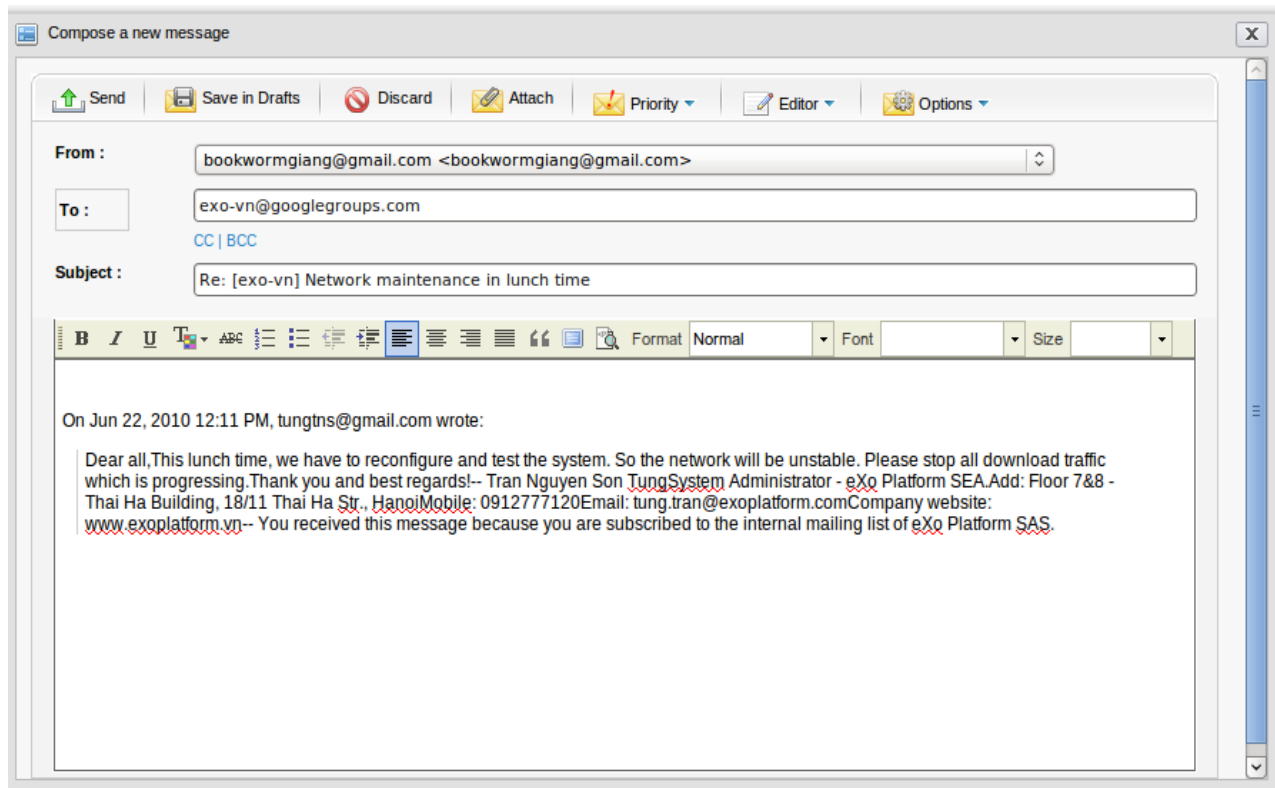 Compose a new message
X
Send Save in Drafts Discard Attach Priority Editor Options
From : bookwormgiang@gmail.com <bookwormgiang@gmail.com>
To : exo-vn@googlegroups.com
CC | BCC
Subject : Re: [exo-vn] Network maintenance in lunch time
B I U T ABC Format Normal Font Size
On Jun 22, 2010 12:11 PM, tungtns@gmail.com wrote:
Dear all,This lunch time, we have to reconfigure and test the system. So the network will be unstable. Please stop all download traffic
which is progressing.Thank you and best regards!-- Tran Nguyen Son TungSystem Administrator - eXo Platform SEA.Add: Floor 7&8 -
Thai Ha Building, 18/11 Thai Ha Str., HanoiMobile: 0912777120Email: tung.tran@exoplatform.comCompany website:
www.exoplatform.vn-- You received this message because you are subscribed to the internal mailing list of eXo Platform SAS.